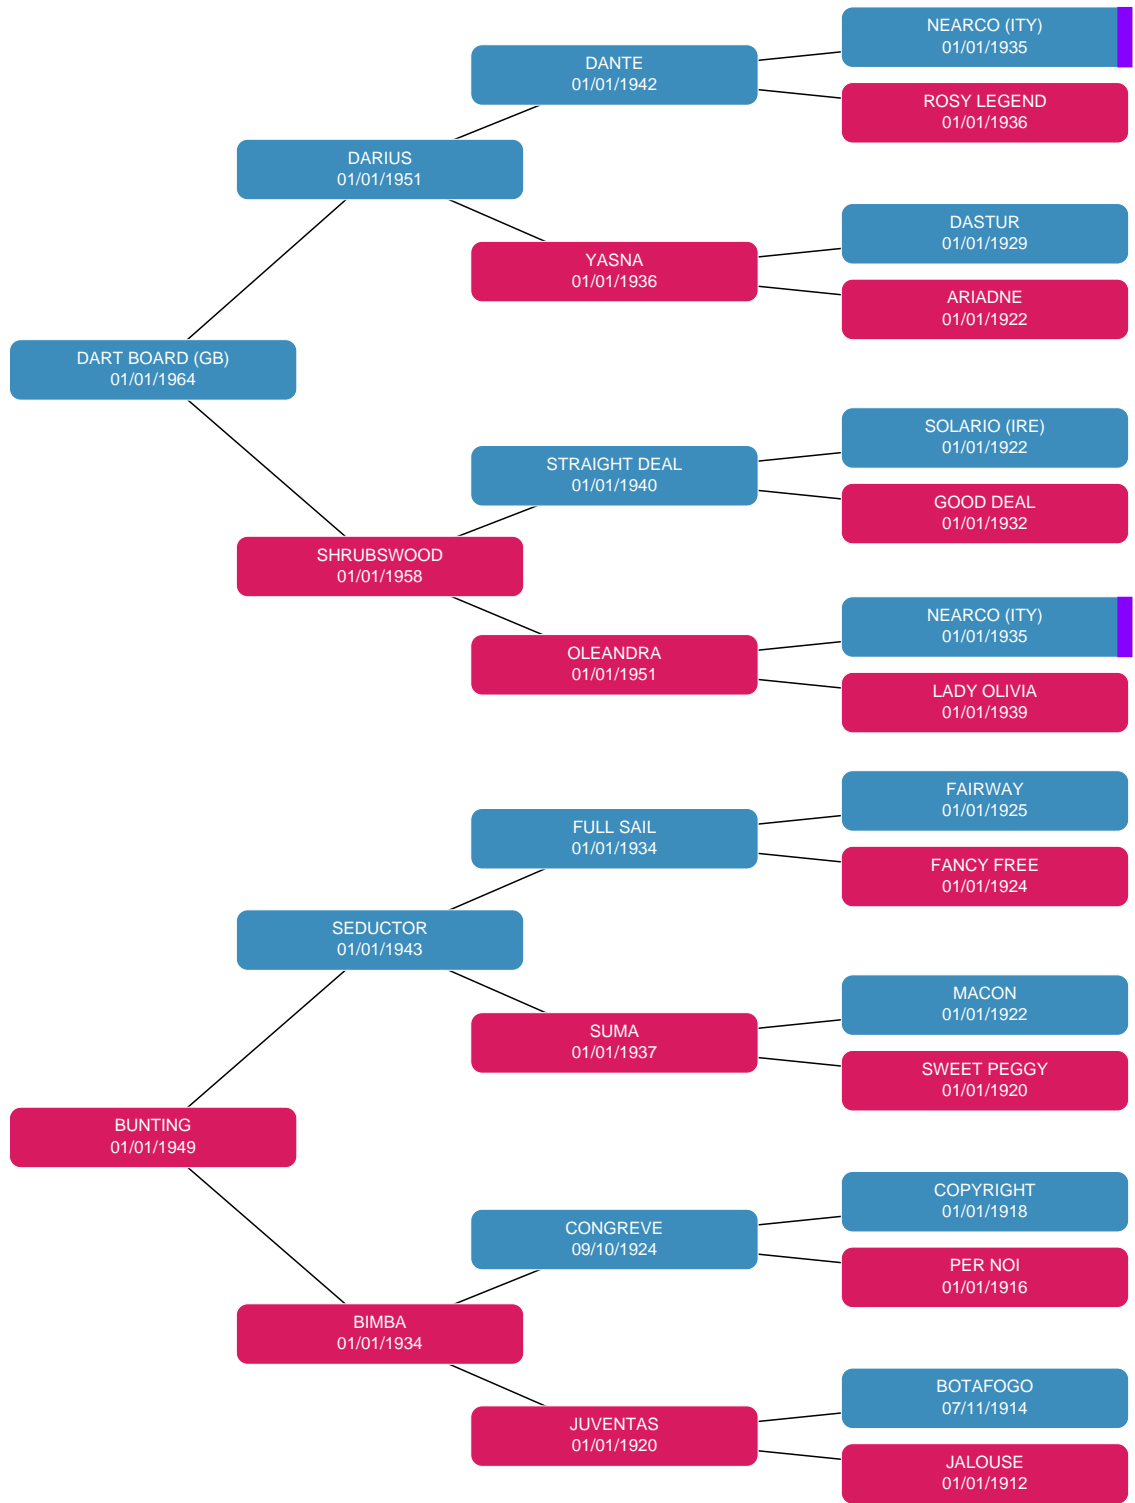 NEARCO (ITY)
01/01/1935
DANTE
01/01/1942
ROSY LEGEND
01/01/1936
DARIUS
01/01/1951
DASTUR
01/01/1929
YASNA
01/01/1936
ARIADNE
01/01/1922
DART BOARD (GB)
01/01/1964
SOLARIO (IRE)
01/01/1922
STRAIGHT DEAL
01/01/1940
GOOD DEAL
01/01/1932
SHRUBSWOOD
01/01/1958
NEARCO (ITY)
01/01/1935
OLEANDRA
01/01/1951
LADY OLIVIA
01/01/1939
FAIRWAY
01/01/1925
FULL SAIL
01/01/1934
FANCY FREE
01/01/1924
SEDUCTOR
01/01/1943
MACON
01/01/1922
SUMA
01/01/1937
SWEET PEGGY
01/01/1920
BUNTING
01/01/1949
COPYRIGHT
01/01/1918
CONGREVE
09/10/1924
PER NOI
01/01/1916
BIMBA
01/01/1934
BOTAFOGO
07/11/1914
JUVENTAS
01/01/1920
JALOUSE
01/01/1912